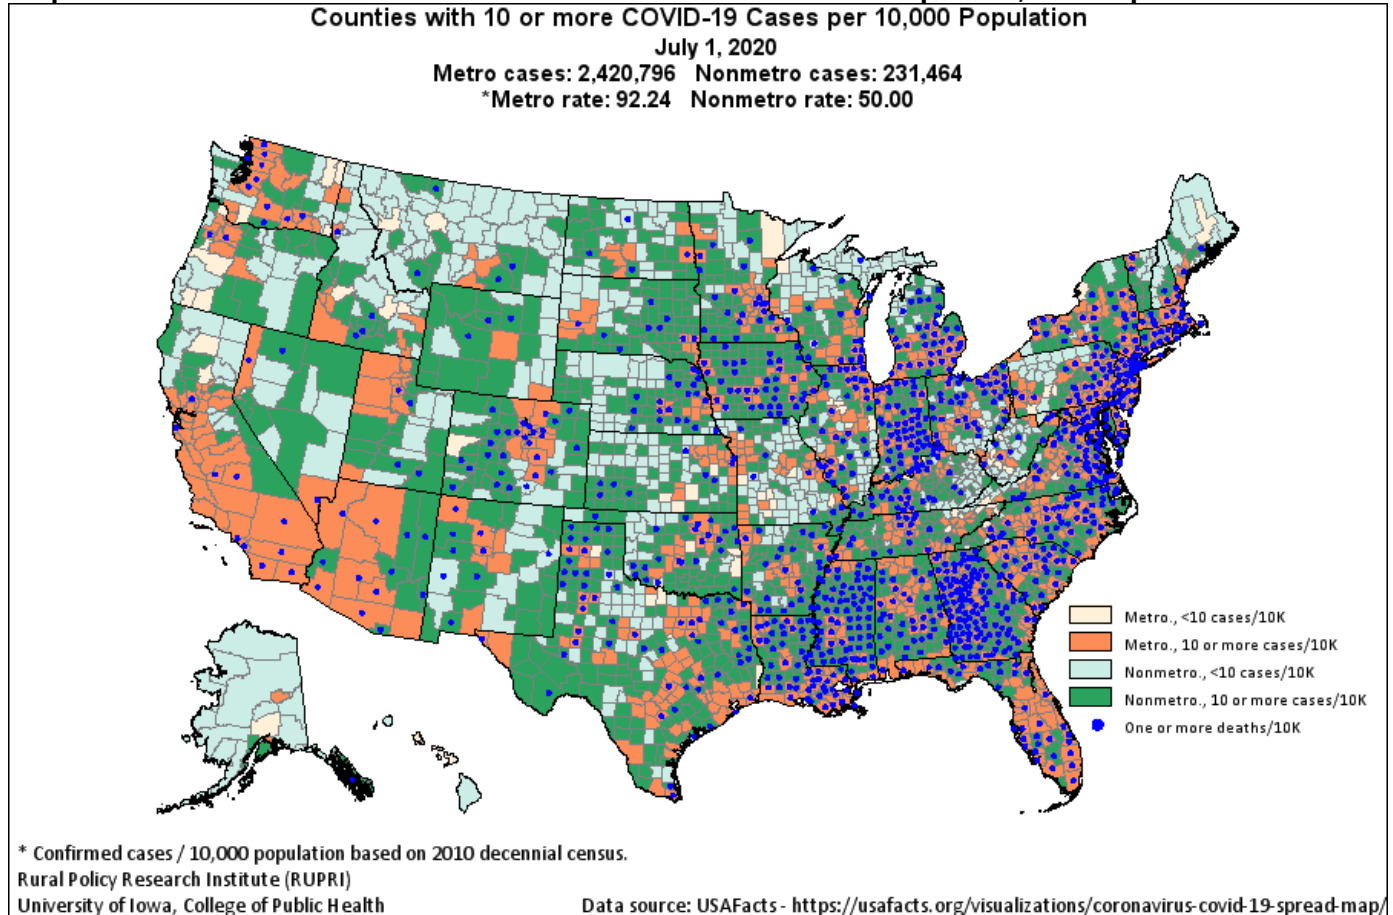 Counties with 10 or more COVID-19 Cases per 10,000 Population
July 1, 2020
Metro cases: 2,420,796 Nonmetro cases: 231,464
*Metro rate: 92.24 Nonmetro rate: 50.00
Metro., <10 cases/10K
Metro., 10 or more cases/10K
Nonmetro., <10 cases/10K
Nonmetro., 10 or more cases/10K
One or more deaths/10K
* Confirmed cases / 10,000 population based on 2010 decennial census.
Rural Policy Research Institute (RUPRI)
University of Iowa, College of Public Health
Data source: USAFacts - https://usafacts.org/visualizations/coronavirus-covid-19-spread-map/